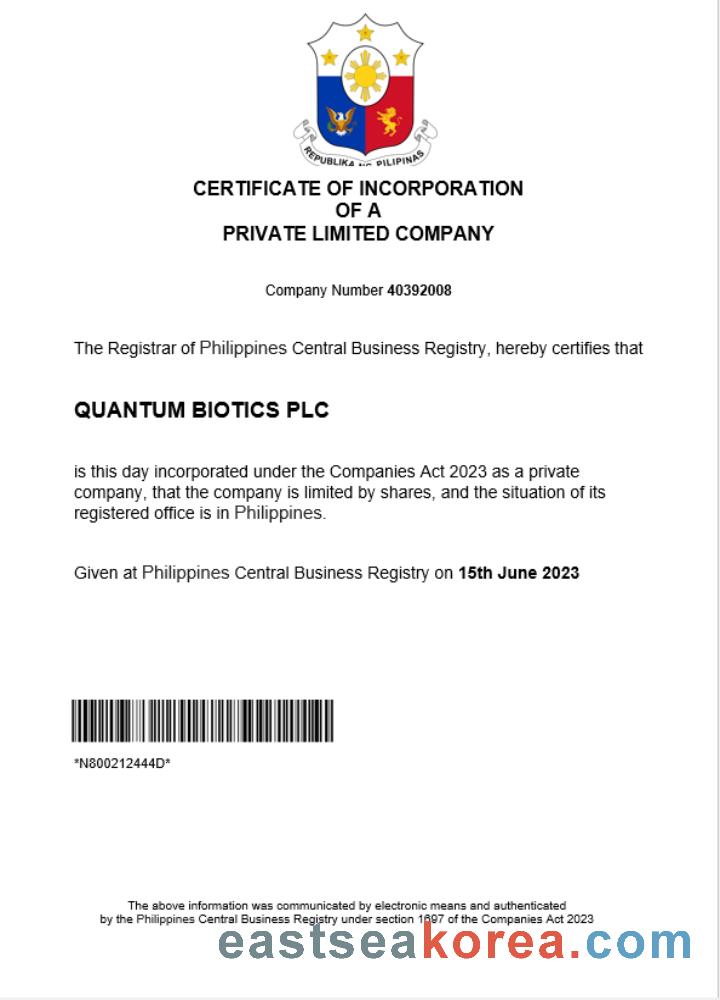 REPUBLIKA NG PILIPINAS
CERTIFICATE OF INCORPORATION
OF A
PRIVATE LIMITED COMPANY
Company Number 40392008
The Registrar of Philippines Central Business Registry, hereby certifies that
QUANTUM BIOTICS PLC
is this day incorporated under the Companies Act 2023 as a private
company, that the company is limited by shares, and the situation of its
registered office is in Philippines.
Given at Philippines Central Business Registry on 15th June 2023
*N800212444D*
The above information was communicated by electronic means and authenticated
by the Philippines Central Business Registry under section 1097 of the Companies Act 2023
eastseakorea.com